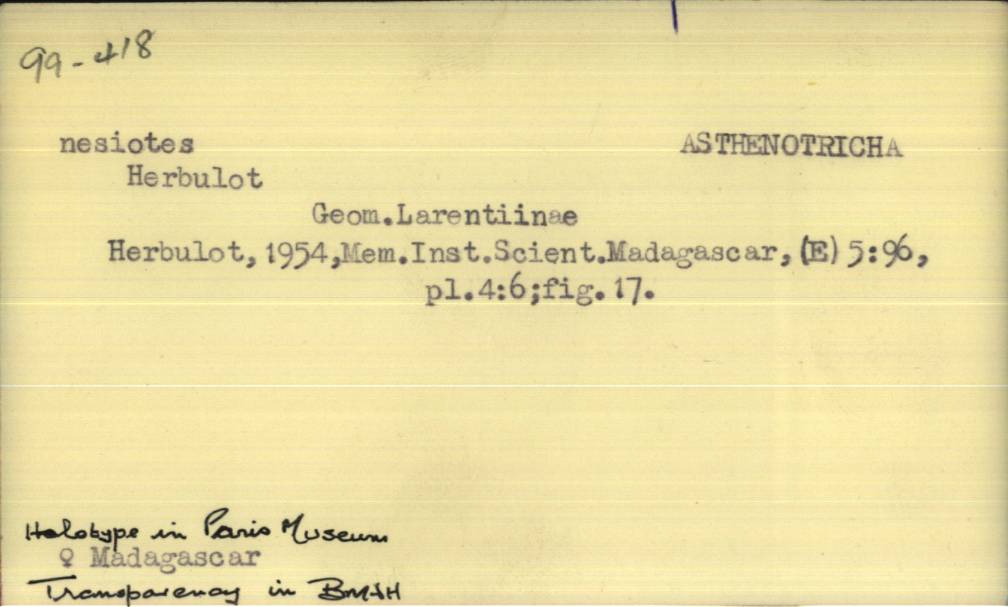 99-418
nesiotes ASTHENOTRICHA
Herbulot
Geom.Larentiinae
Herbulot, 1954,Mem.Inst.Scient.Madagascar, (E) 5:96,
pl.4:6;fig.17.
Holotype in Paris Museum
♀ Madagascar
Transparency in BMNH